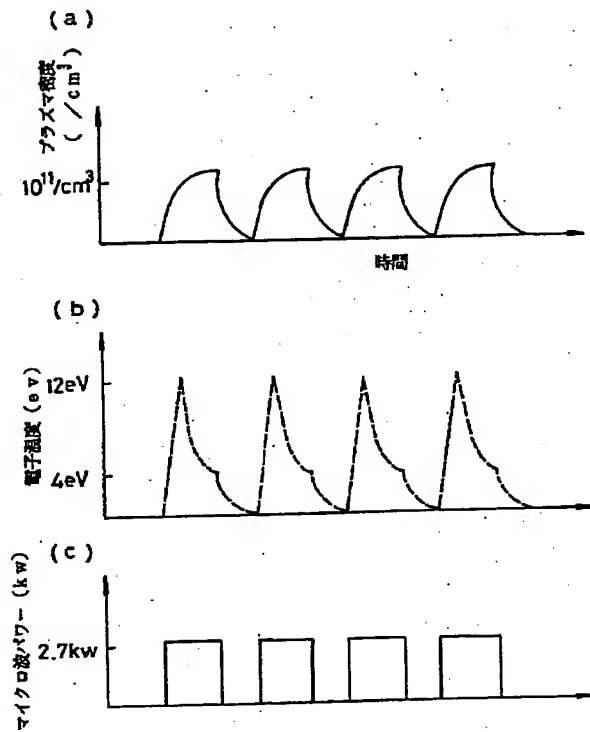 (a)
プラズマ密度
(/cm³)
10¹¹/cm³
時間
(b)
電子温度(ev)
12eV
4eV
(c)
マイクロ波パワー(kw)
2.7kw